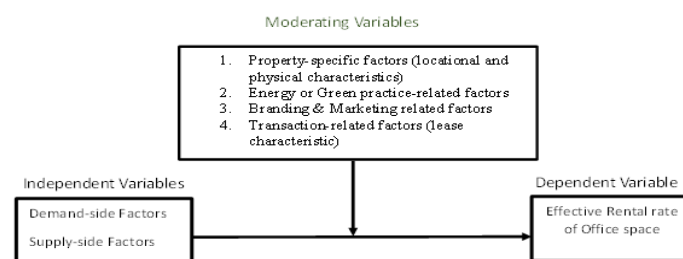 Moderating Variables
1. Property-specific factors (locational and
physical characteristics)
2. Energy or Green practice-related factors
3. Branding & Marketing related factors
4. Transaction-related factors (lease
characteristic)
Independent Variables
Demand-side Factors
Supply-side Factors
Dependent Variable
Effective Rental rate
of Office space